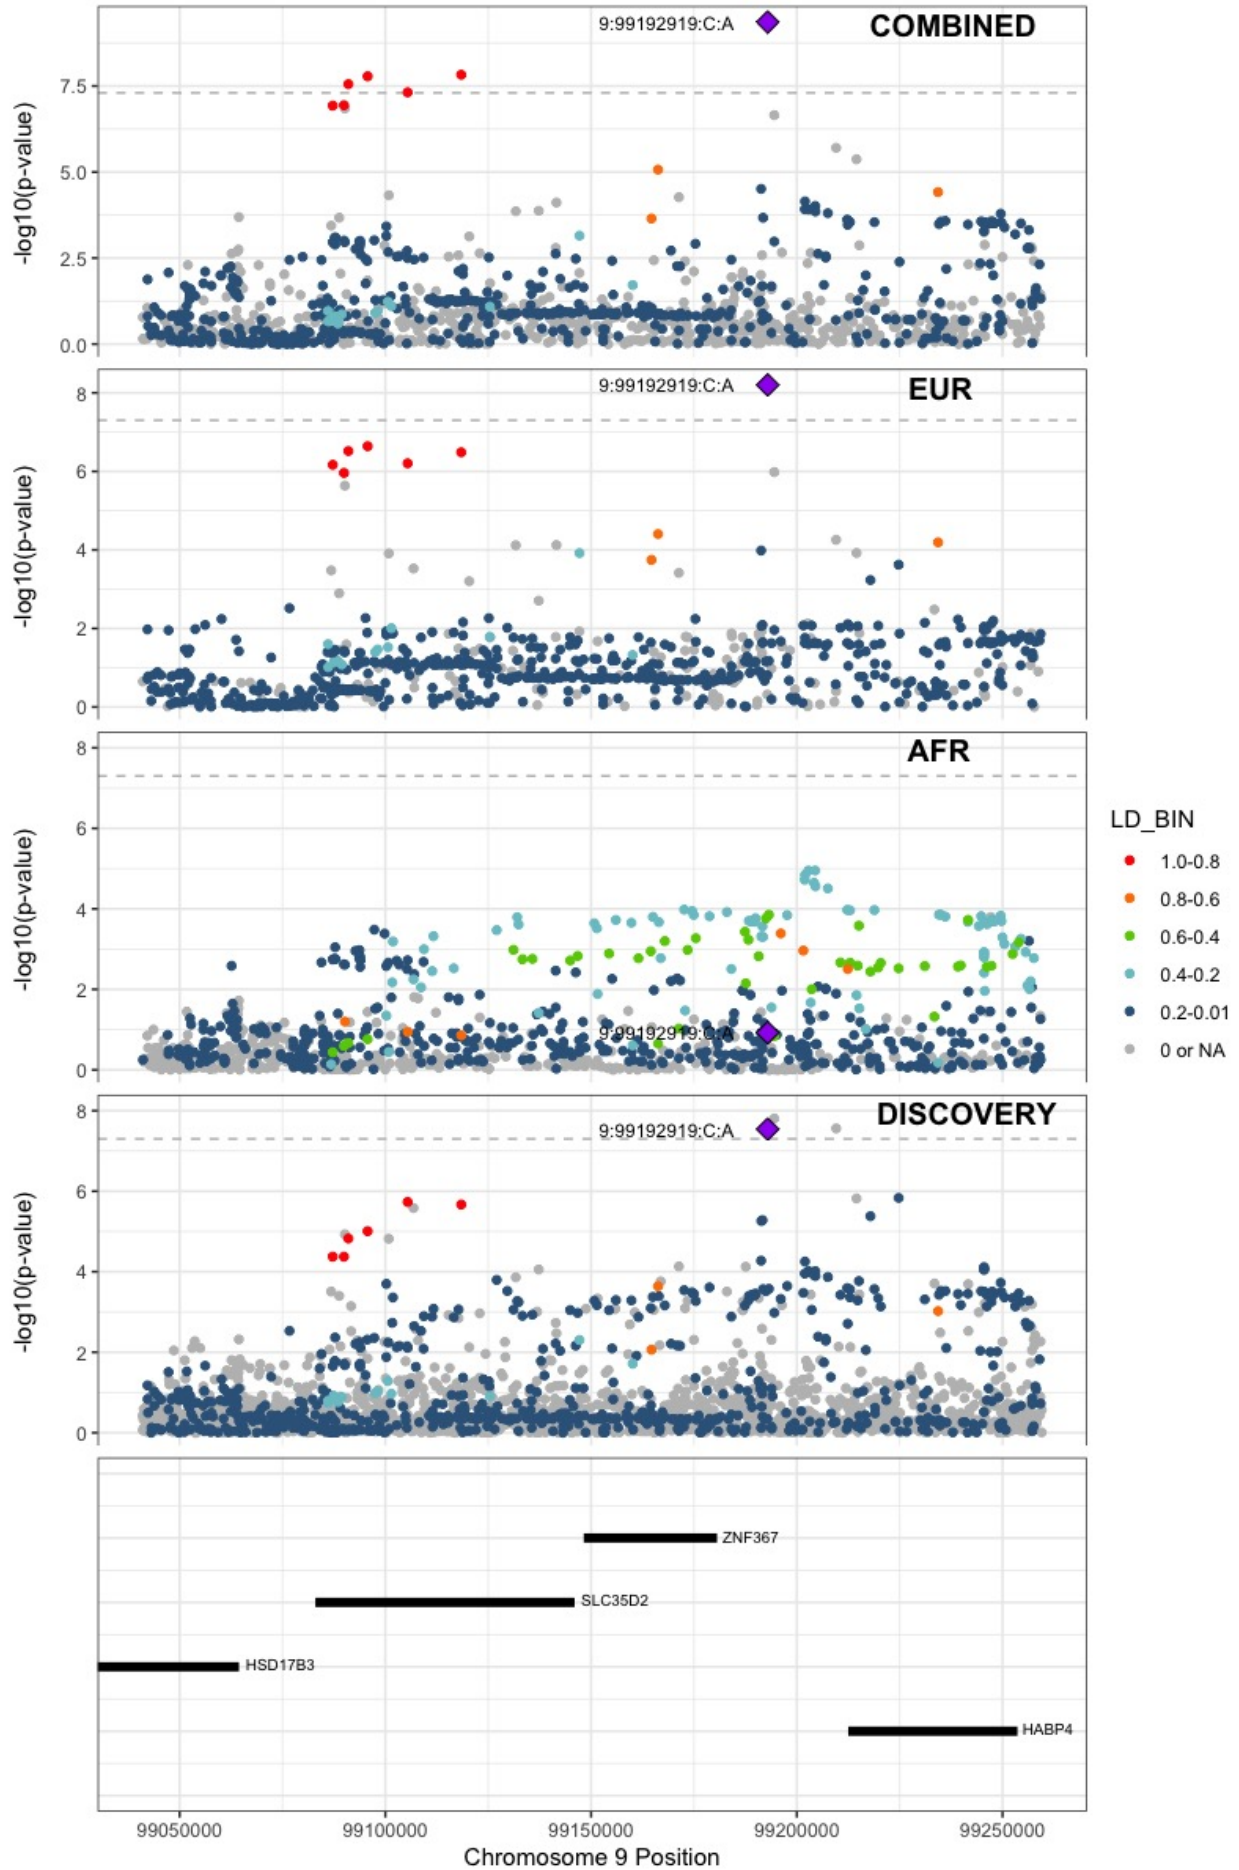 9:99192919:C:A
COMBINED
-log10(p-value)
7.5
5.0
2.5
0.0
9:99192919:C:A
EUR
-log10(p-value)
8
6
4
2
0
AFR
-log10(p-value)
8
6
4
2
0
9:99192919:C:A
LD_BIN
1.0-0.8
0.8-0.6
0.6-0.4
0.4-0.2
0.2-0.01
0 or NA
9:99192919:C:A
DISCOVERY
-log10(p-value)
8
6
4
2
0
ZNF367
SLC35D2
HSD17B3
HABP4
99050000 99100000 99150000 99200000 99250000
Chromosome 9 Position